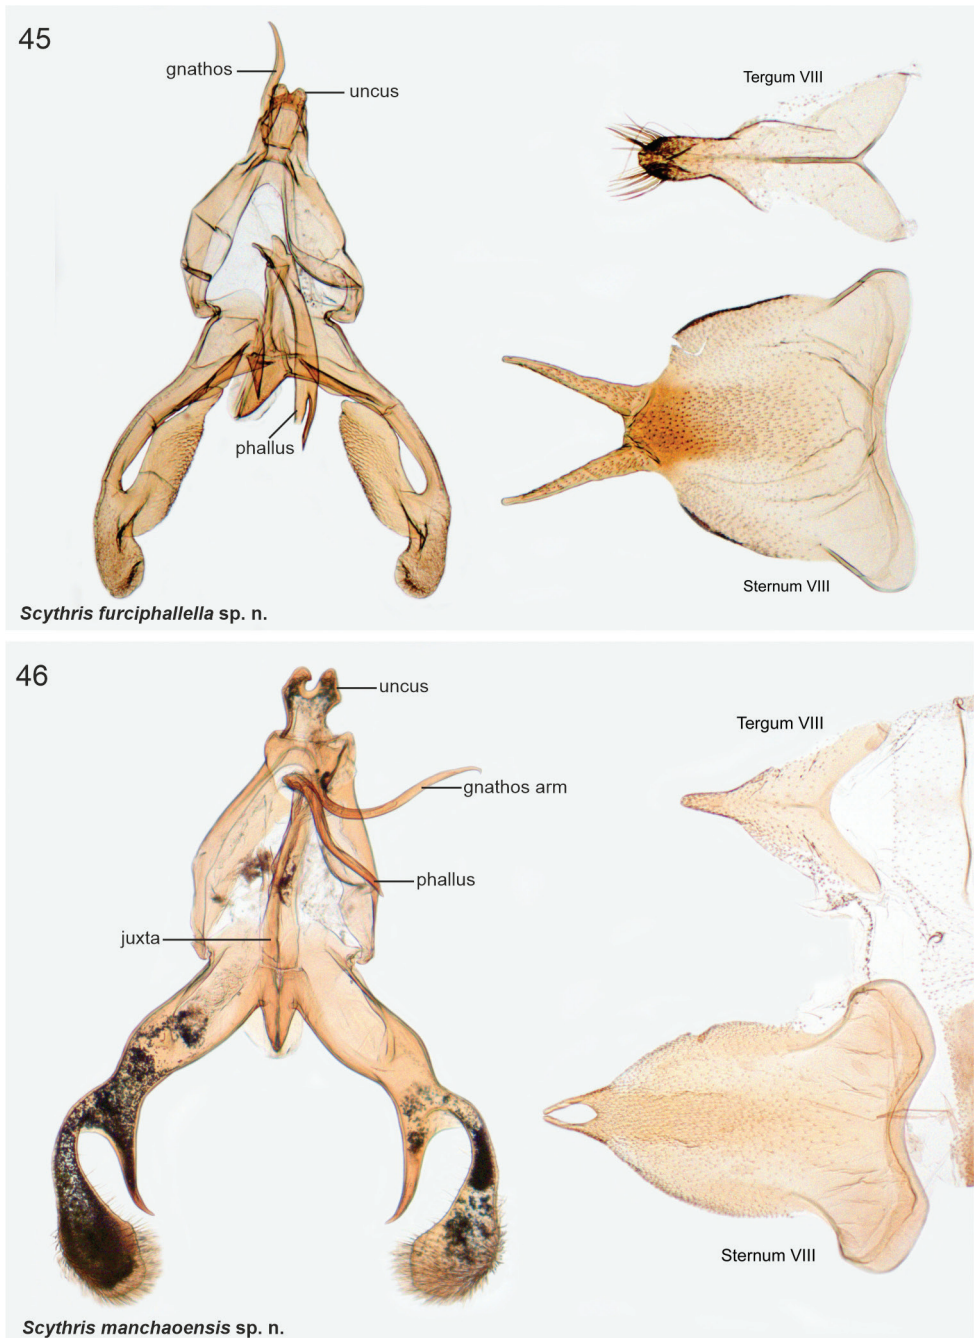 45
gnathos
uncus
Tergum VIII
phallus
Sternum VIII
Scythris furciphallella sp. n.
46
uncus
Tergum VIII
gnathos arm
phallus
juxta
Sternum VIII
Scythris manchaoensis sp. n.